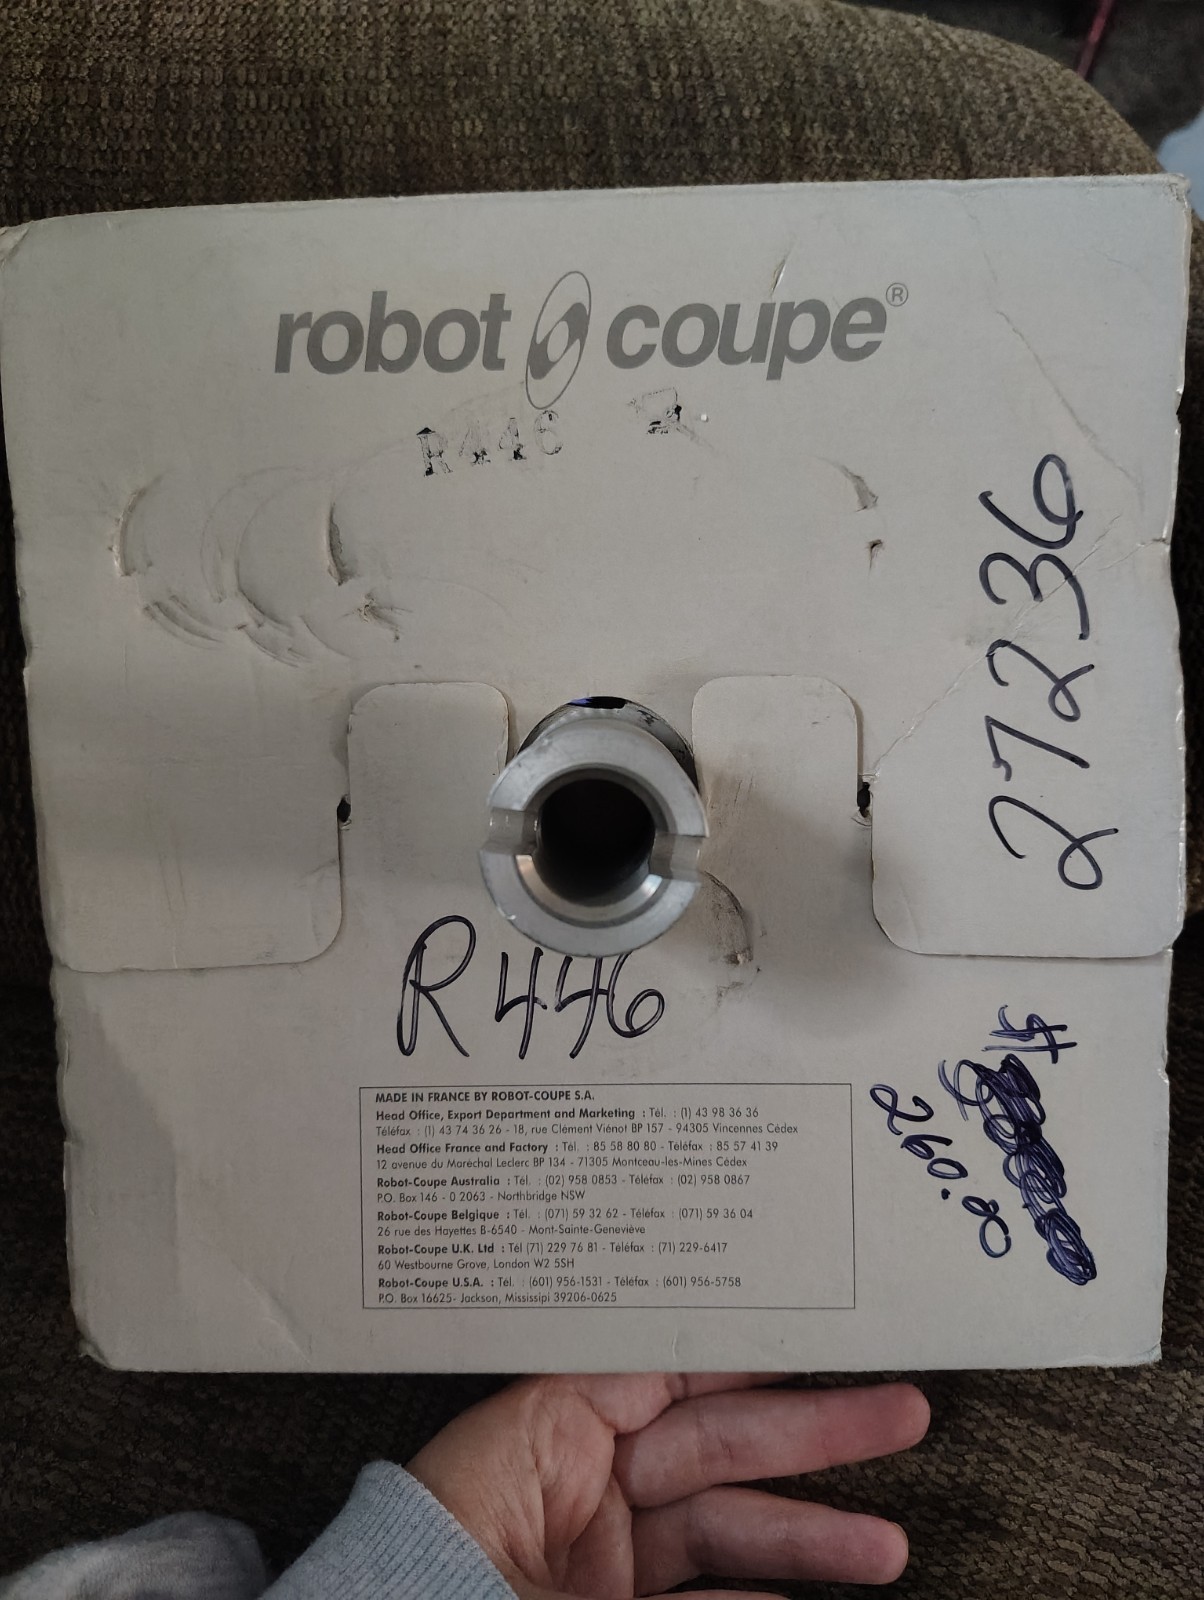 robot coupe®
R446
27236
R446
$
260.00
MADE IN FRANCE BY ROBOT-COUPE S.A.
Head Office, Export Department and Marketing : Tél. : (1) 43 98 36 36
Téléfax : (1) 43 74 36 26 - 18, rue Clément Viénot BP 157 - 94305 Vincennes Cédex
Head Office France and Factory : Tél. : 85 58 80 80 - Téléfax : 85 57 41 39
12 avenue du Maréchal Leclerc BP 134 - 71305 Montceau-les-Mines Cédex
Robot-Coupe Australia : Tél. : (02) 958 0853 - Téléfax : (02) 958 0867
P.O. Box 146 - 0 2063 - Northbridge NSW
Robot-Coupe Belgique : Tél. : (071) 59 32 62 - Téléfax : (071) 59 36 04
26 rue des Hayettes B-6540 - Mont-Sainte-Geneviève
Robot-Coupe U.K. Ltd : Tél (71) 229 76 81 - Téléfax : (71) 229-6417
60 Westbourne Grove, London W2 5SH
Robot-Coupe U.S.A. : Tél. : (601) 956-1531 - Téléfax : (601) 956-5758
P.O. Box 16625- Jackson, Mississipi 39206-0625